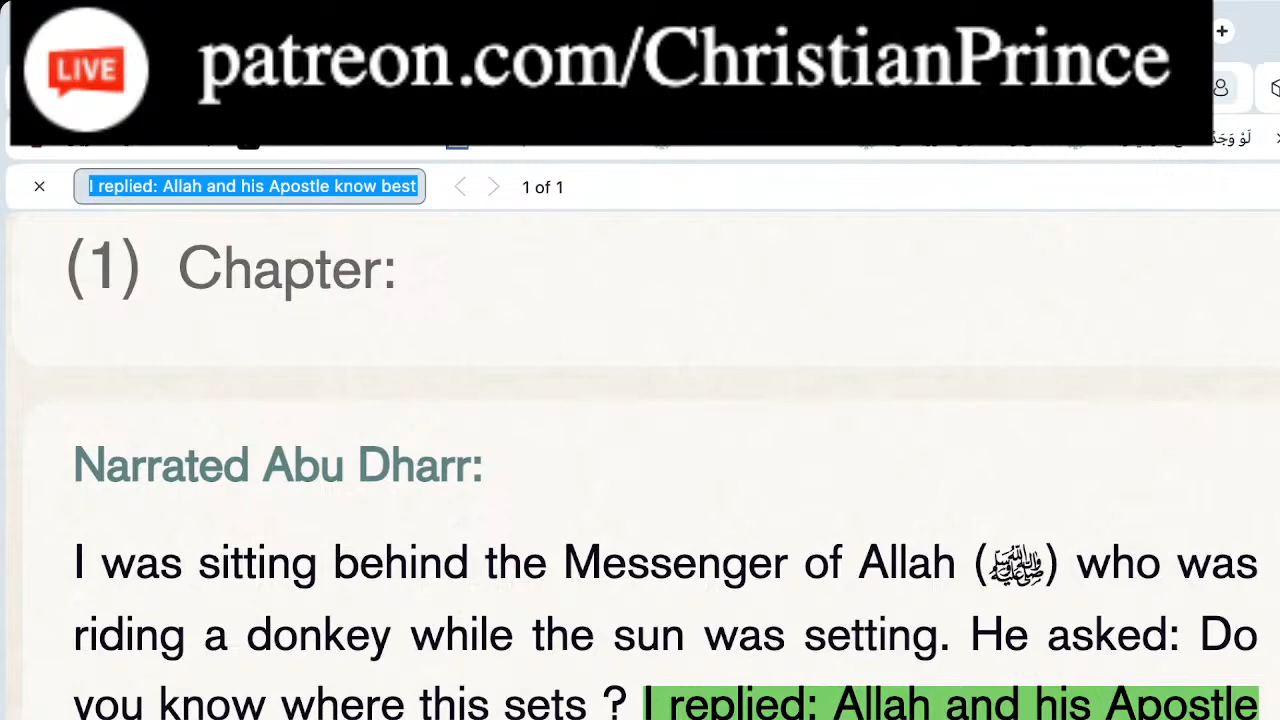 LIVE
patreon.com/ChristianPrince
I replied: Allah and his Apostle know best
1 of 1
(1) Chapter:
Narrated Abu Dharr:
I was sitting behind the Messenger of Allah (ﷺ) who was
riding a donkey while the sun was setting. He asked: Do
you know where this sets ? I replied: Allah and his Apostle